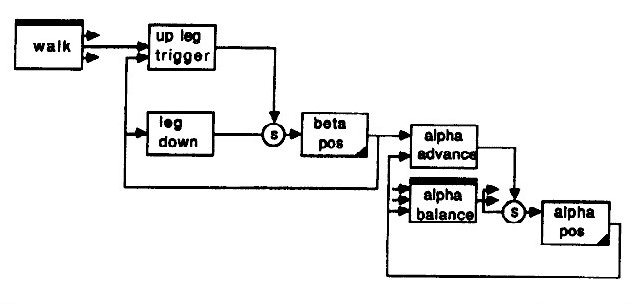 walk
up leg
trigger
leg
down
s
beta
pos
alpha
advance
alpha
balance
s
alpha
pos